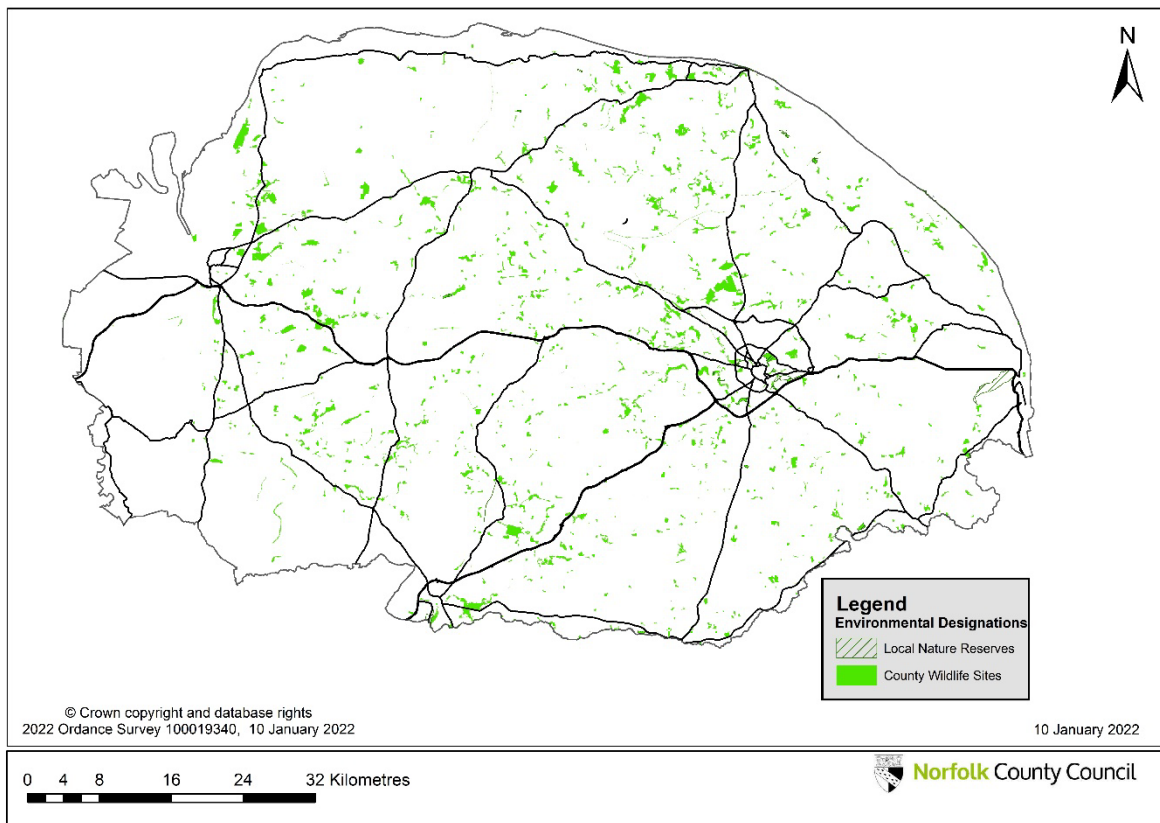 N
Legend
Environmental Designations
Local Nature Reserves
County Wildlife Sites
© Crown copyright and database rights
2022 Ordance Survey 100019340, 10 January 2022
10 January 2022
0 4 8 16 24 32 Kilometres
Norfolk County Council